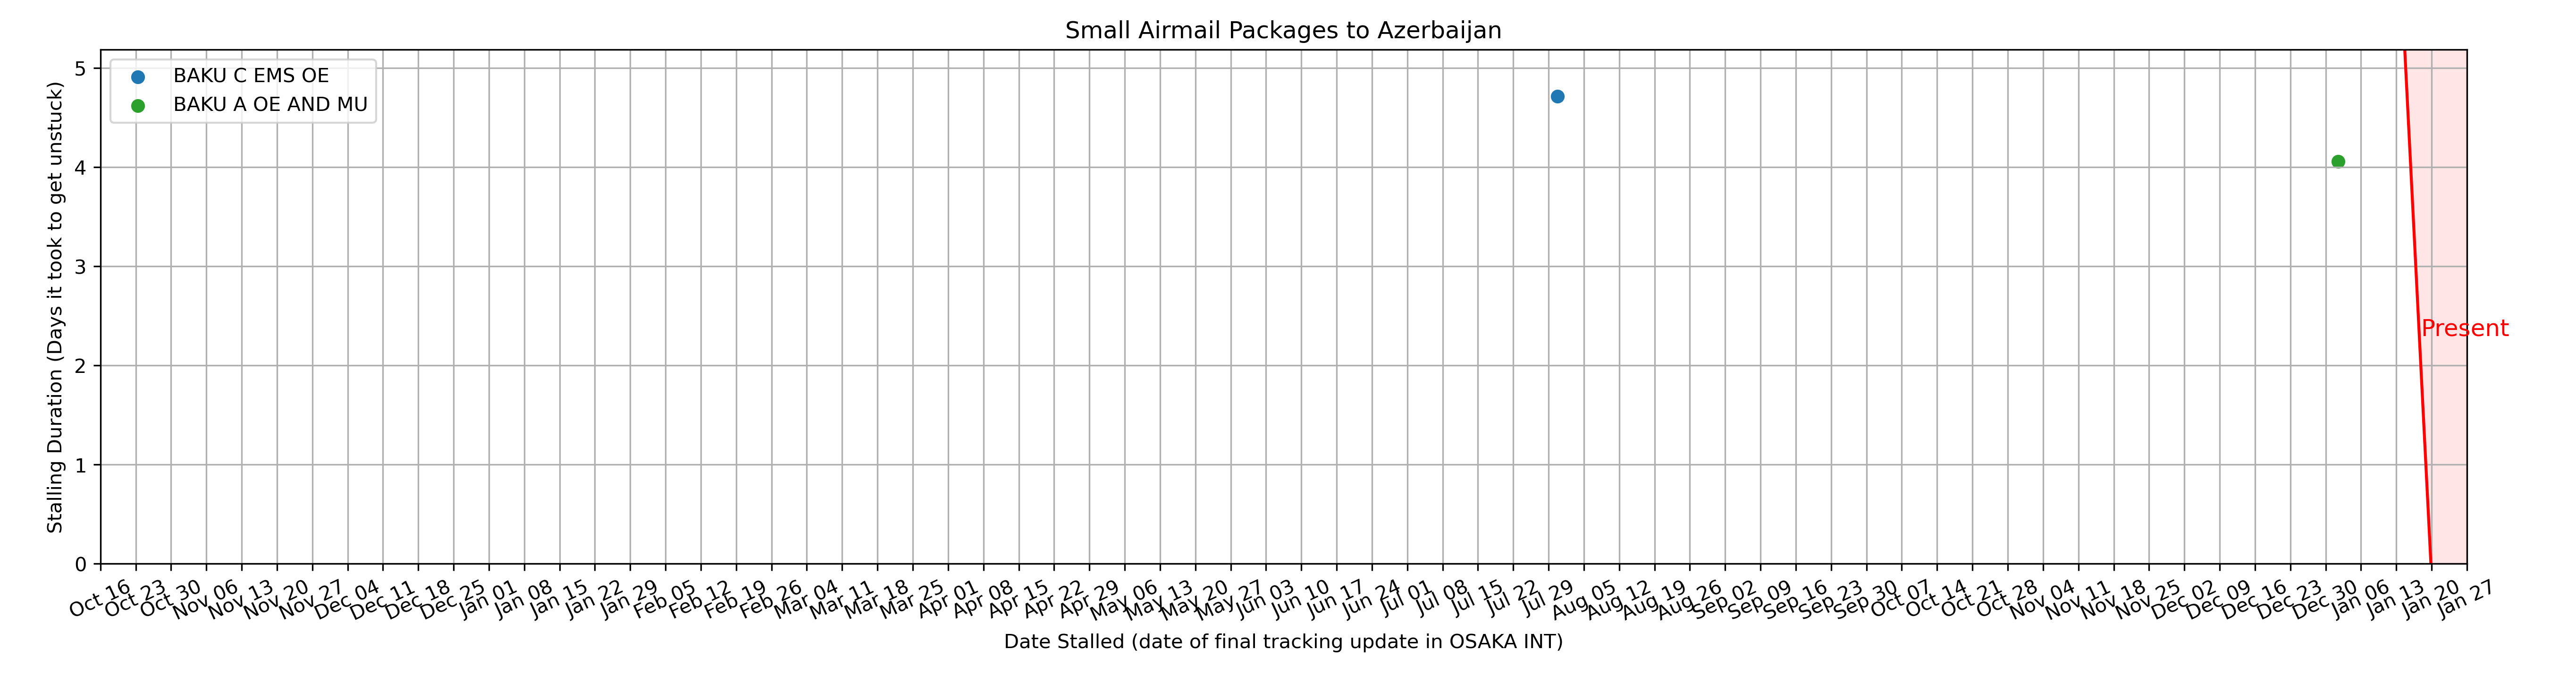 Small Airmail Packages to Azerbaijan
BAKU C EMS OE
BAKU A OE AND MU
Stalling Duration (Days it took to get unstuck)
5
4
3
2
1
0
Present
Oct 16 Oct 23 Oct 30 Nov 06 Nov 13 Nov 20 Nov 27 Dec 04 Dec 11 Dec 18 Dec 25 Jan 01 Jan 08 Jan 15 Jan 22 Jan 29 Feb 05 Feb 12 Feb 19 Feb 26 Mar 04 Mar 11 Mar 18 Mar 25 Apr 01 Apr 08 Apr 15 Apr 22 Apr 29 May 06 May 13 May 20 May 27 Jun 03 Jun 10 Jun 17 Jun 24 Jul 01 Jul 08 Jul 15 Jul 22 Jul 29 Aug 05 Aug 12 Aug 19 Aug 26 Sep 02 Sep 09 Sep 16 Sep 23 Sep 30 Oct 07 Oct 14 Oct 21 Oct 28 Nov 04 Nov 11 Nov 18 Nov 25 Dec 02 Dec 09 Dec 16 Dec 23 Dec 30 Jan 06 Jan 13 Jan 20 Jan 27
Date Stalled (date of final tracking update in OSAKA INT)